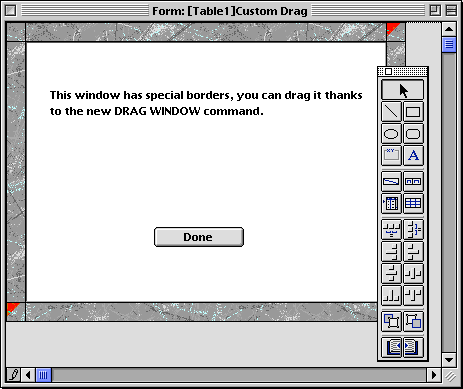 Form: [Table1]Custom Drag
This window has special borders, you can drag it thanks
to the new DRAG WINDOW command.
XY
A
Done